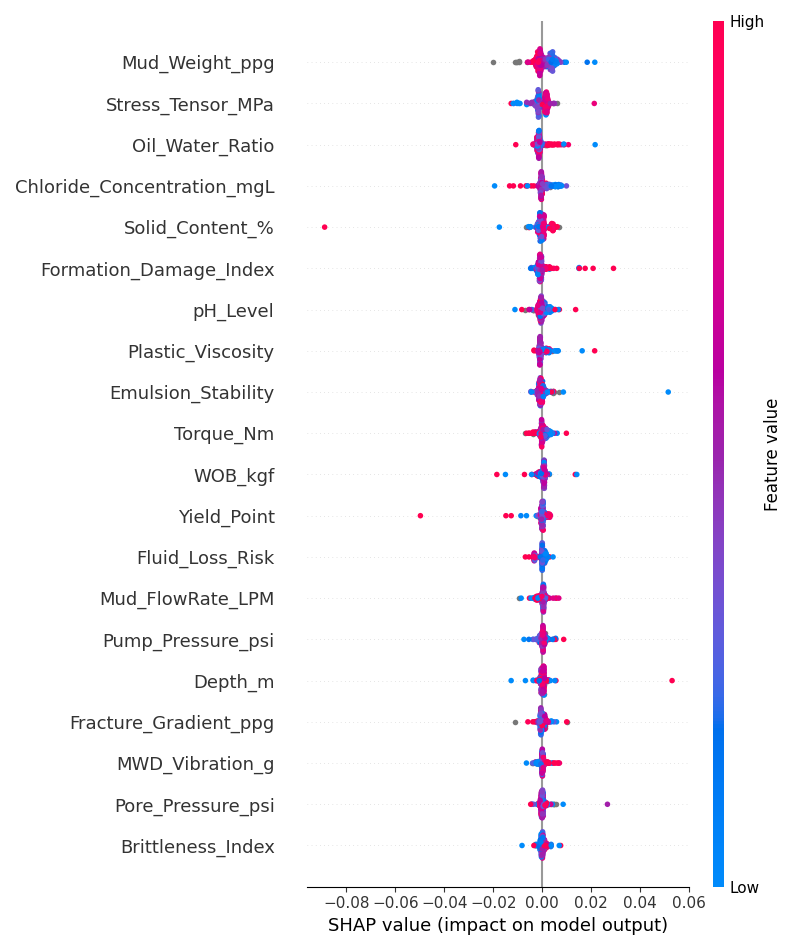 High
Mud_Weight_ppg
Stress_Tensor_MPa
Oil_Water_Ratio
Chloride_Concentration_mgL
Solid_Content_%
Formation_Damage_Index
pH_Level
Plastic_Viscosity
Emulsion_Stability
Torque_Nm
WOB_kgf
Yield_Point
Fluid_Loss_Risk
Mud_FlowRate_LPM
Pump_Pressure_psi
Depth_m
Fracture_Gradient_ppg
MWD_Vibration_g
Pore_Pressure_psi
Brittleness_Index
Feature value
Low
−0.08 −0.06 −0.04 −0.02 0.00 0.02 0.04 0.06
SHAP value (impact on model output)